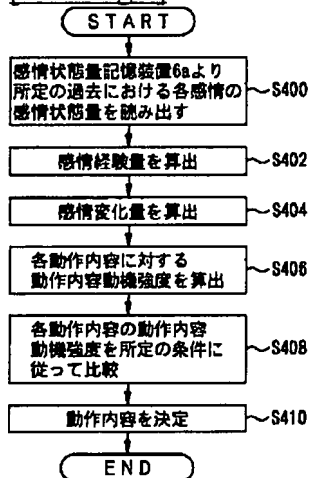 START
感情状態量記憶装置6aより
所定の過去における各感情の
感情状態量を読み出す
S400
感情経験量を算出
S402
感情変化量を算出
S404
各動作内容に対する
動作内容動機強度を算出
S406
各動作内容の動作内容
動機強度を所定の条件に
従って比較
S408
動作内容を決定
S410
END